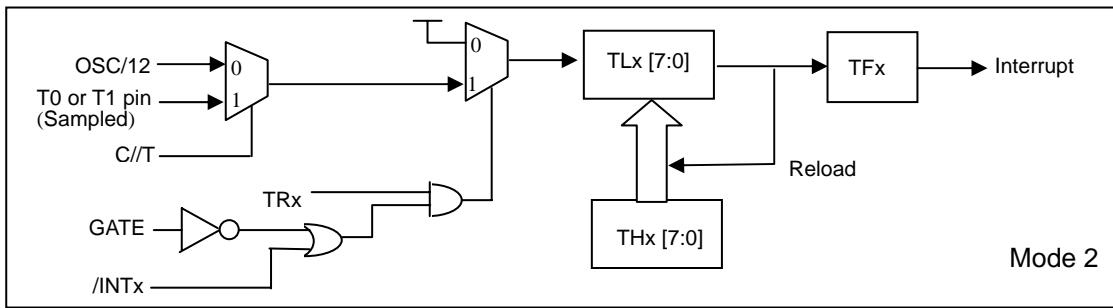 OSC/12
T0 or T1 pin
(Sampled)
C//T
0
1
0
1
TLx [7:0]
TFx
Interrupt
Reload
TRx
GATE
/INTx
THx [7:0]
Mode 2